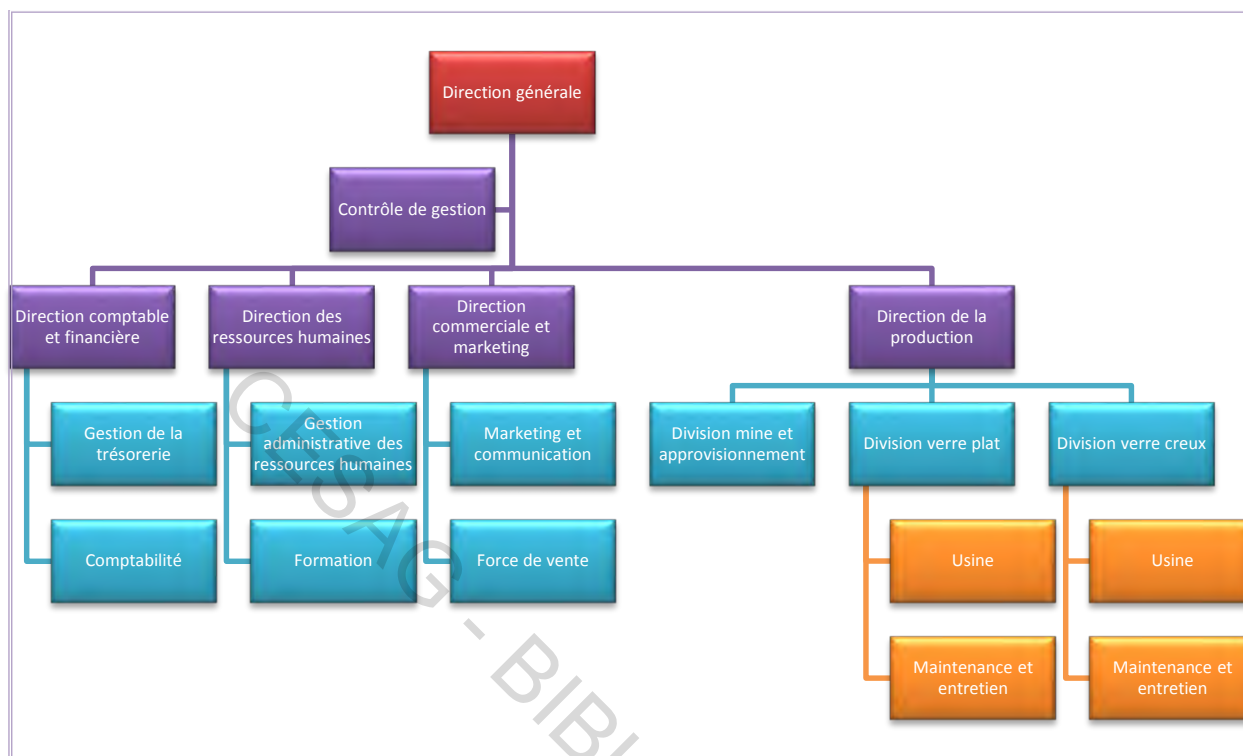 Direction générale
Contrôle de gestion
Direction comptable
et financière
Direction des
ressources humaines
Direction
commerciale et
marketing
Direction de la
production
Gestion de la
trésorerie
Gestion
administrative des
ressources humaines
Marketing et
communication
Division mine et
approvisionnement
Division verre plat
Division verre creux
Comptabilité
Formation
Force de vente
Usine
Usine
Maintenance et
entretien
Maintenance et
entretien
CESAG - BIBL